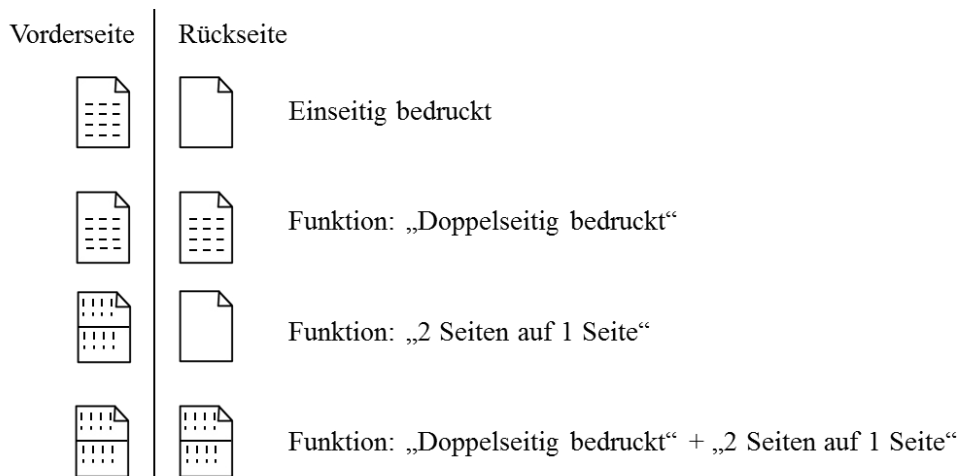 Vorderseite Rückseite
Einseitig bedruckt
Funktion: „Doppelseitig bedruckt“
Funktion: „2 Seiten auf 1 Seite“
Funktion: „Doppelseitig bedruckt“ + „2 Seiten auf 1 Seite“